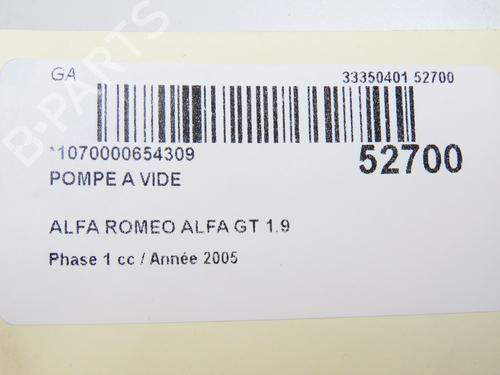 B-PARTS
GA
33350401 52700
*1070000654309
52700
POMPE A VIDE
ALFA ROMEO ALFA GT 1.9
Phase 1 cc / Année 2005